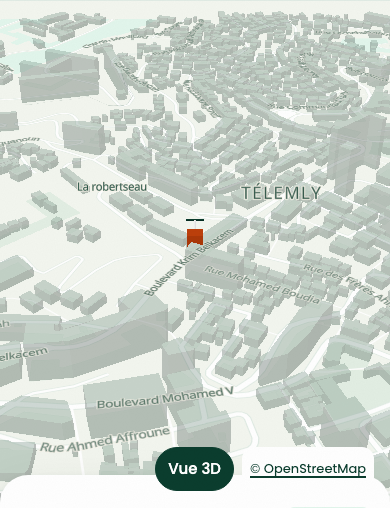 La robertseau
TÉLEMLY
Boulevard Krim Belkacem
Rue Mohamed Boudia
Rue des Frères
elkacem
Boulevard Mohamed V
Rue Ahmed Affroune
Vue 3D
© OpenStreetMap